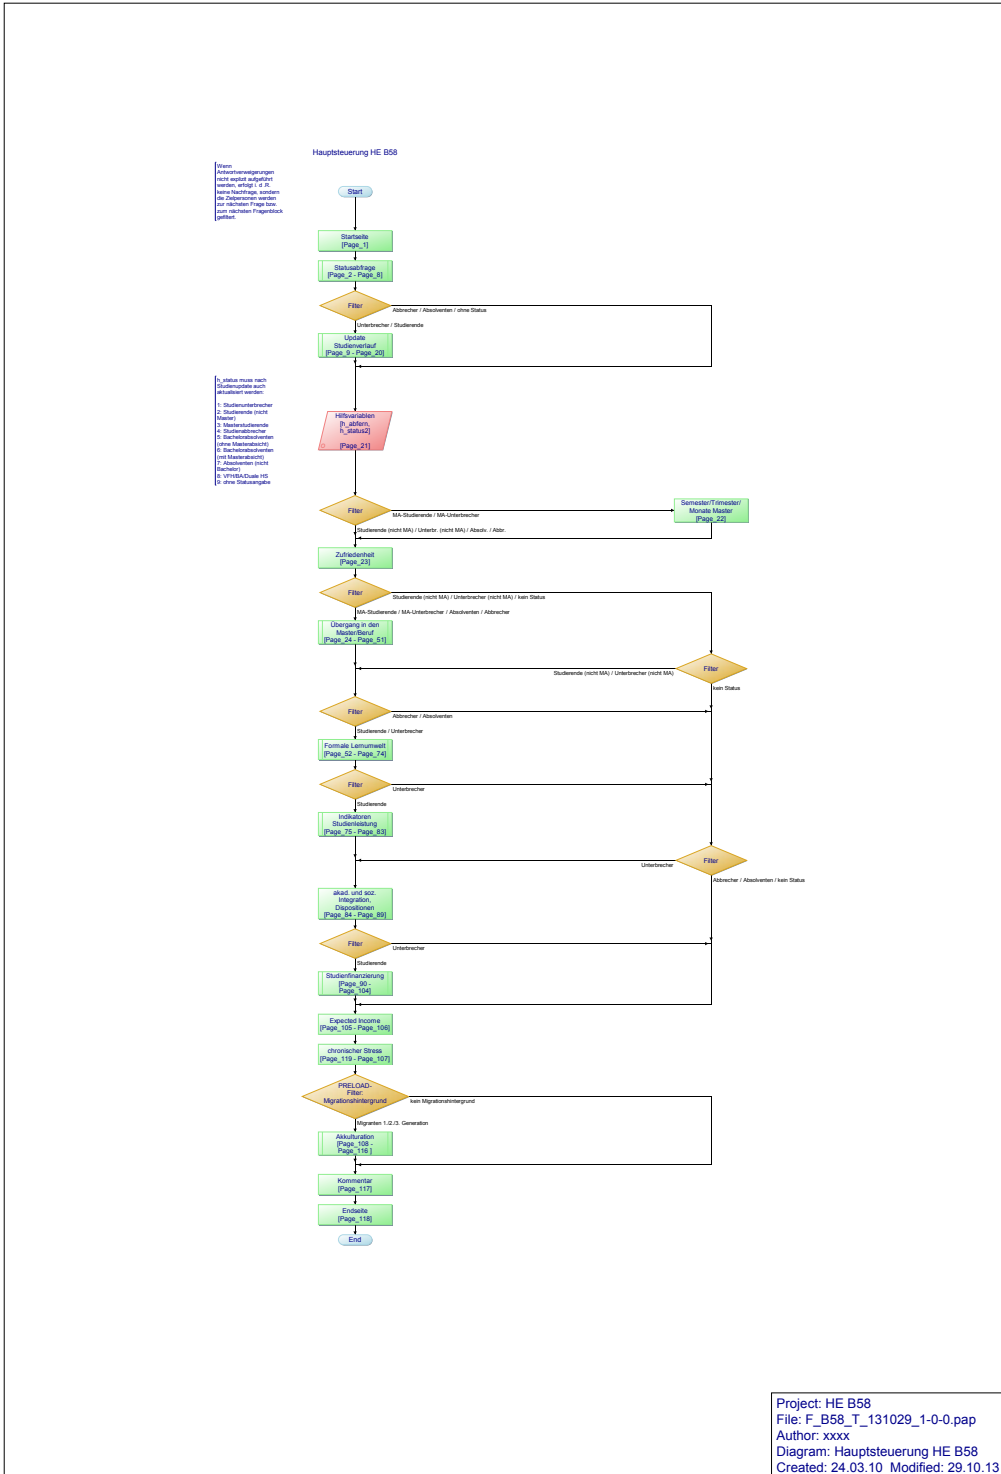 Hauptsteuerung HE B58
Wenn
Antwortverweigerungen
nicht explizit aufgeführt
werden, erfolgt i. d .R.
keine Nachfrage, sondern
die Zielpersonen werden
zur nächsten Frage bzw.
zum nächsten Fragenblock
gefiltert.
Start
Startseite
[Page_1]
Statusabfrage
[Page_2 - Page_8]
Filter
Abbrecher / Absolventen / ohne Status
Unterbrecher / Studierende
Update
Studienverlauf
[Page_9 - Page_20]
h_status muss nach
Studienupdate auch
aktualisiert werden:
1: Studienunterbrecher
2: Studierende (nicht
Master)
3: Masterstudierende
4: Studienabbrecher
5: Bachelorabsolventen
(ohne Masterabsicht)
6: Bachelorabsolventen
(mit Masterabsicht)
7: Absolventen (nicht
Bachelor)
8: VFH/BA/Duale HS
9: ohne Statusangabe
Hilfsvariablen
[h_abfern,
h_status2]
[Page_21]
Filter
MA-Studierende / MA-Unterbrecher
Semester/Trimester/
Monate Master
[Page_22]
Studierende (nicht MA) / Unterbr. (nicht MA) / Absolv. / Abbr.
Zufriedenheit
[Page_23]
Filter
Studierende (nicht MA) / Unterbrecher (nicht MA) / kein Status
MA-Studierende / MA-Unterbrecher / Absolventen / Abbrecher
Übergang in den
Master/Beruf
[Page_24 - Page_51]
Filter
Studierende (nicht MA) / Unterbrecher (nicht MA)
kein Status
Filter
Abbrecher / Absolventen
Studierende / Unterbrecher
Formale Lernumwelt
[Page_52 - Page_74]
Filter
Unterbrecher
Studierende
Indikatoren
Studienleistung
[Page_75 - Page_83]
Filter
Unterbrecher
Abbrecher / Absolventen / kein Status
akad. und soz.
Integration,
Dispositionen
[Page_84 - Page_89]
Filter
Unterbrecher
Studierende
Studienfinanzierung
[Page_90 -
Page_104]
Expected Income
[Page_105 - Page_106]
chronischer Stress
[Page_119 - Page_107]
PRELOAD-
Filter:
Migrationshintergrund
kein Migrationshintergrund
Migranten 1./2./3. Generation
Akkulturation
[Page_108 -
Page_116 ]
Kommentar
[Page_117]
Endseite
[Page_118]
End
Project: HE B58
File: F_B58_T_131029_1-0-0.pap
Author: xxxx
Diagram: Hauptsteuerung HE B58
Created: 24.03.10 Modified: 29.10.13